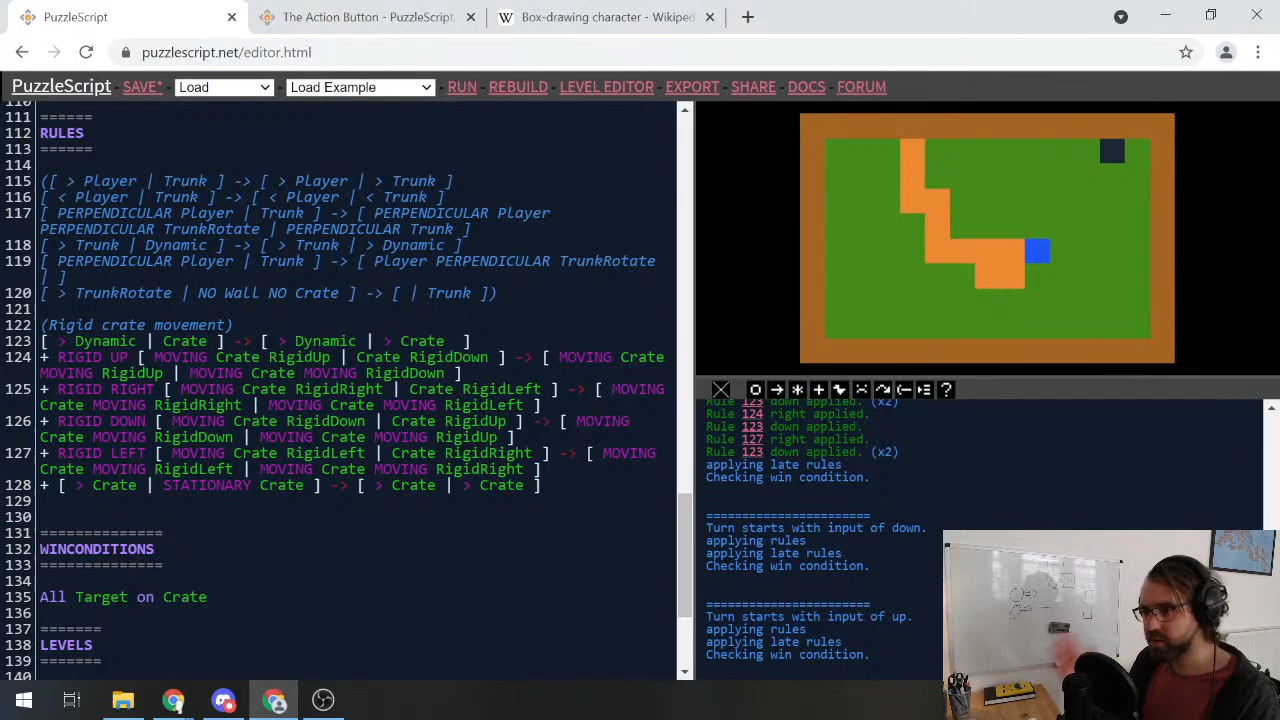 PuzzleScript
The Action Button - PuzzleScript
Box-drawing character - Wikiped
puzzlescript.net/editor.html
PuzzleScript SAVE* Load Load Example - RUN - REBUILD - LEVEL EDITOR - EXPORT - SHARE - DOCS - FORUM
110
111 ======
112 RULES
113 ======
114
115 ([ > Player | Trunk ] -> [ > Player | > Trunk ]
116 [ < Player | Trunk ] -> [ < Player | < Trunk ]
117 [ PERPENDICULAR Player | Trunk ] -> [ PERPENDICULAR Player
PERPENDICULAR TrunkRotate | PERPENDICULAR Trunk ]
118 [ > Trunk | Dynamic ] -> [ > Trunk | > Dynamic ]
119 [ PERPENDICULAR Player | Trunk ] -> [ Player PERPENDICULAR TrunkRotate
| ]
120 [ > TrunkRotate | NO Wall NO Crate ] -> [ | Trunk ])
121
122 (Rigid crate movement)
123 [ > Dynamic | Crate ] -> [ > Dynamic | > Crate ]
124 + RIGID UP [ MOVING Crate RigidUp | Crate RigidDown ] -> [ MOVING Crate
MOVING RigidUp | MOVING Crate MOVING RigidDown ]
125 + RIGID RIGHT [ MOVING Crate RigidRight | Crate RigidLeft ] -> [ MOVING
Crate MOVING RigidRight | MOVING Crate MOVING RigidLeft ]
126 + RIGID DOWN [ MOVING Crate RigidDown | Crate RigidUp ] -> [ MOVING
Crate MOVING RigidDown | MOVING Crate MOVING RigidUp ]
127 + RIGID LEFT [ MOVING Crate RigidLeft | Crate RigidRight ] -> [ MOVING
Crate MOVING RigidLeft | MOVING Crate MOVING RigidRight ]
128 + [ > Crate | STATIONARY Crate ] -> [ > Crate | > Crate ]
129
130
131 =============
132 WINCONDITIONS
133 =============
134
135 All Target on Crate
136
137 =======
138 LEVELS
139 =======
140
Rule 123 down applied. (x2)
Rule 124 right applied.
Rule 123 down applied.
Rule 127 right applied.
Rule 123 down applied. (x2)
applying late rules
Checking win condition.
=======================
Turn starts with input of down.
applying rules
applying late rules
Checking win condition.
=======================
Turn starts with input of up.
applying rules
applying late rules
Checking win condition.